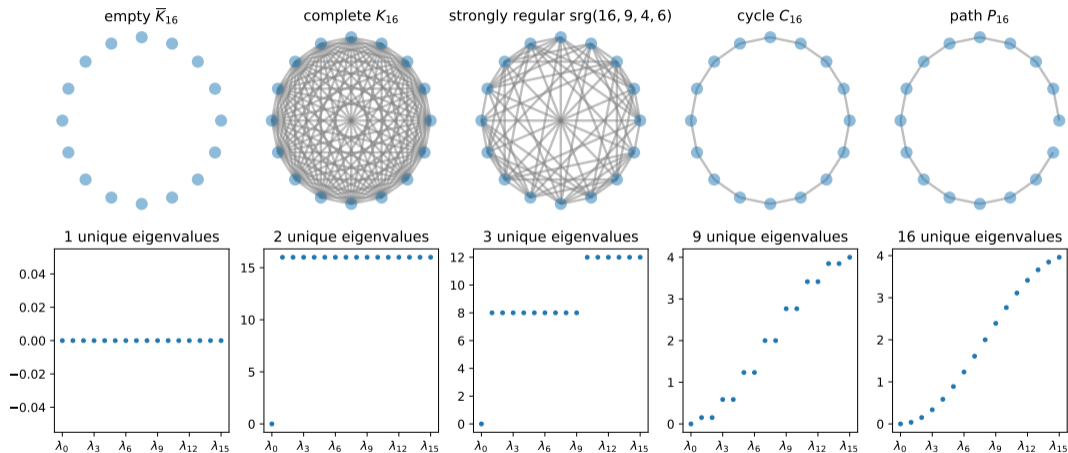 empty K̅₁₆
complete K₁₆
strongly regular srg(16, 9, 4, 6)
cycle C₁₆
path P₁₆
1 unique eigenvalues
2 unique eigenvalues
3 unique eigenvalues
9 unique eigenvalues
16 unique eigenvalues
0.04
0.02
0.00
−0.02
−0.04
λ₀ λ₃ λ₆ λ₉ λ₁₂ λ₁₅
15
10
5
0
λ₀ λ₃ λ₆ λ₉ λ₁₂ λ₁₅
12
10
8
6
4
2
0
λ₀ λ₃ λ₆ λ₉ λ₁₂ λ₁₅
4
3
2
1
0
λ₀ λ₃ λ₆ λ₉ λ₁₂ λ₁₅
4
3
2
1
0
λ₀ λ₃ λ₆ λ₉ λ₁₂ λ₁₅